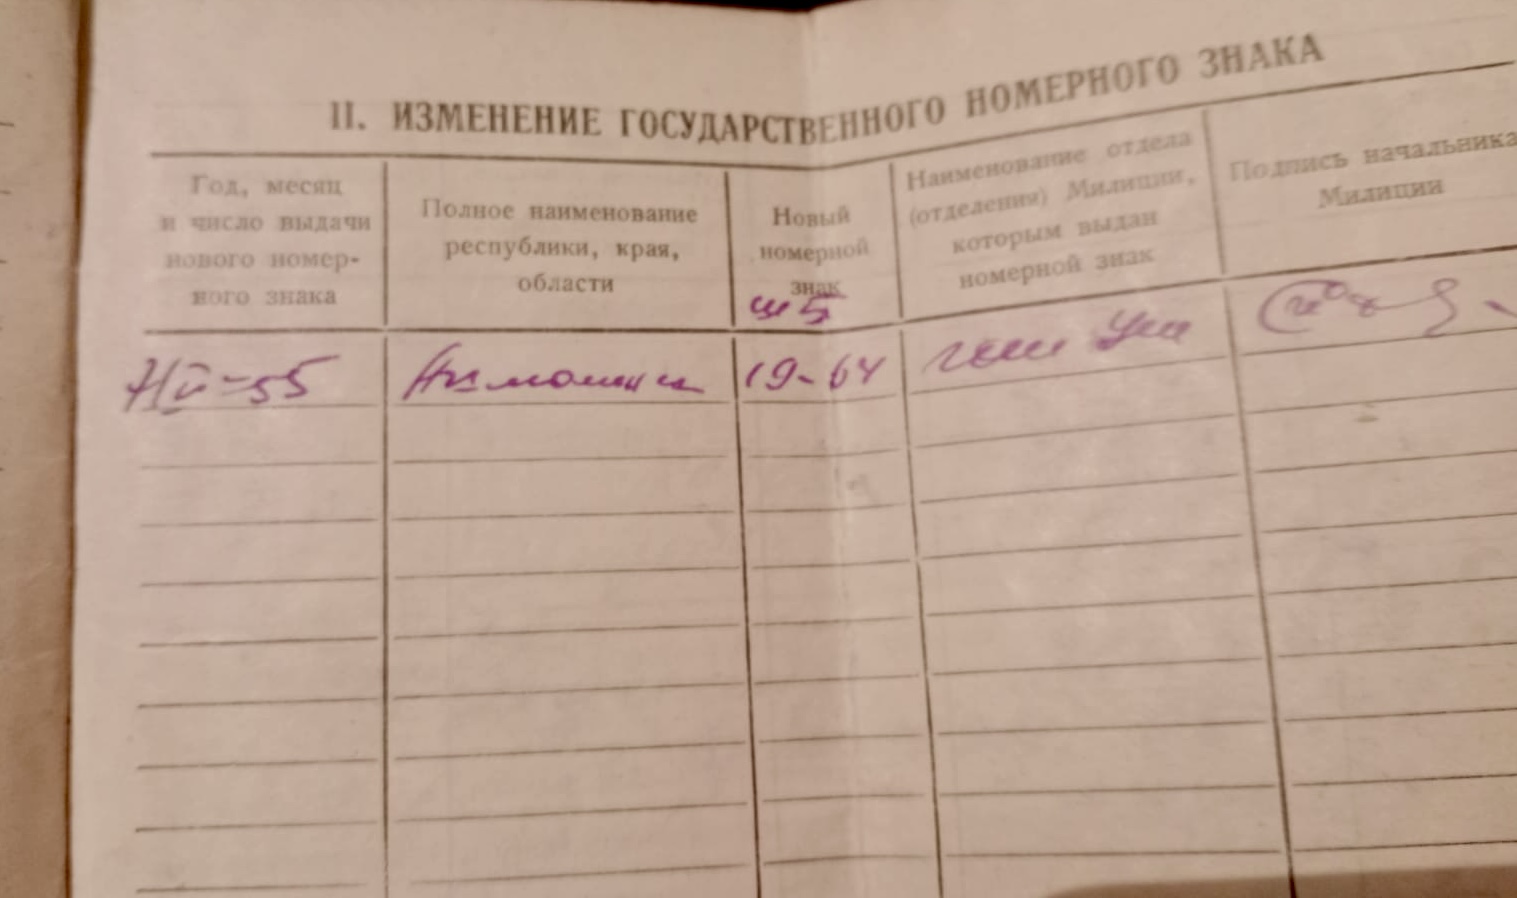 II. ИЗМЕНЕНИЕ ГОСУДАРСТВЕННОГО НОМЕРНОГО ЗНАКА
Год, месяц
и число выдачи
нового номер-
ного знака
Полное наименование
республики, края,
области
Новый
номерной
знак
Наименование отдела
(отделения) Милиции,
которым выдан
номерной знак
Подпись начальника
Милиции
55
19-64